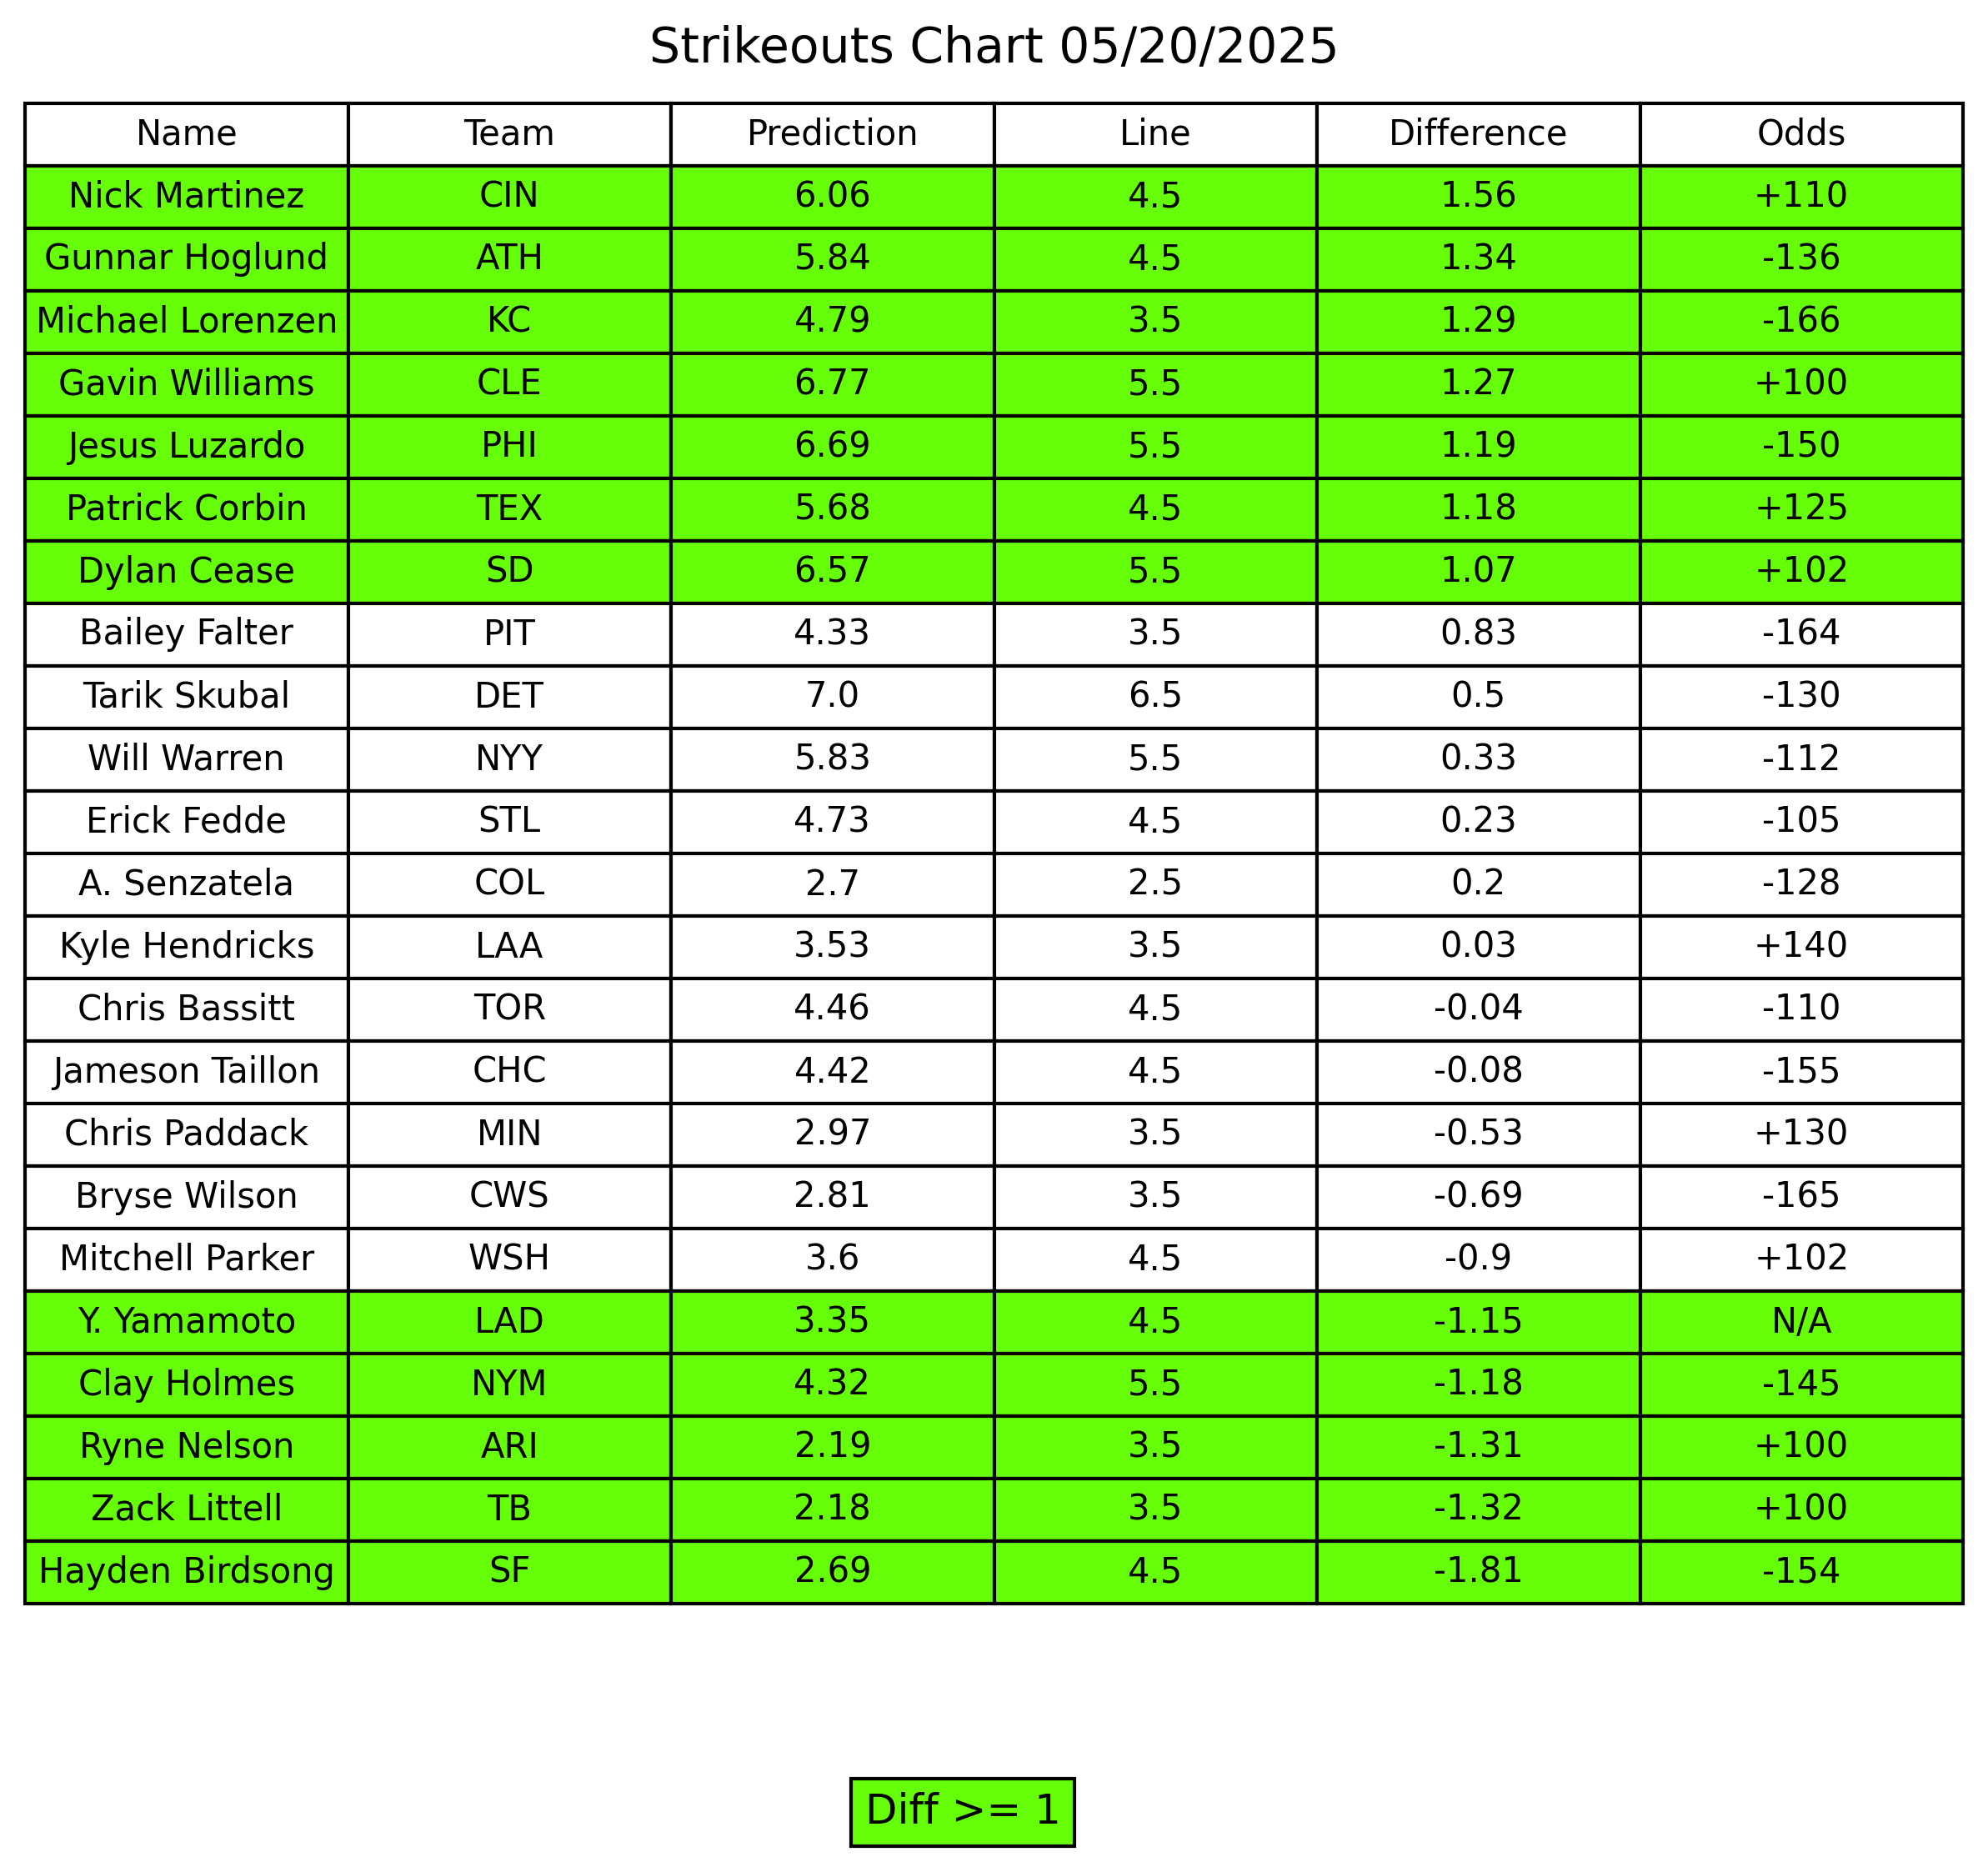 Strikeouts Chart 05/20/2025
Name Team Prediction Line Difference Odds
Nick Martinez CIN 6.06 4.5 1.56 +110
Gunnar Hoglund ATH 5.84 4.5 1.34 -136
Michael Lorenzen KC 4.79 3.5 1.29 -166
Gavin Williams CLE 6.77 5.5 1.27 +100
Jesus Luzardo PHI 6.69 5.5 1.19 -150
Patrick Corbin TEX 5.68 4.5 1.18 +125
Dylan Cease SD 6.57 5.5 1.07 +102
Bailey Falter PIT 4.33 3.5 0.83 -164
Tarik Skubal DET 7.0 6.5 0.5 -130
Will Warren NYY 5.83 5.5 0.33 -112
Erick Fedde STL 4.73 4.5 0.23 -105
A. Senzatela COL 2.7 2.5 0.2 -128
Kyle Hendricks LAA 3.53 3.5 0.03 +140
Chris Bassitt TOR 4.46 4.5 -0.04 -110
Jameson Taillon CHC 4.42 4.5 -0.08 -155
Chris Paddack MIN 2.97 3.5 -0.53 +130
Bryse Wilson CWS 2.81 3.5 -0.69 -165
Mitchell Parker WSH 3.6 4.5 -0.9 +102
Y. Yamamoto LAD 3.35 4.5 -1.15 N/A
Clay Holmes NYM 4.32 5.5 -1.18 -145
Ryne Nelson ARI 2.19 3.5 -1.31 +100
Zack Littell TB 2.18 3.5 -1.32 +100
Hayden Birdsong SF 2.69 4.5 -1.81 -154
Diff >= 1